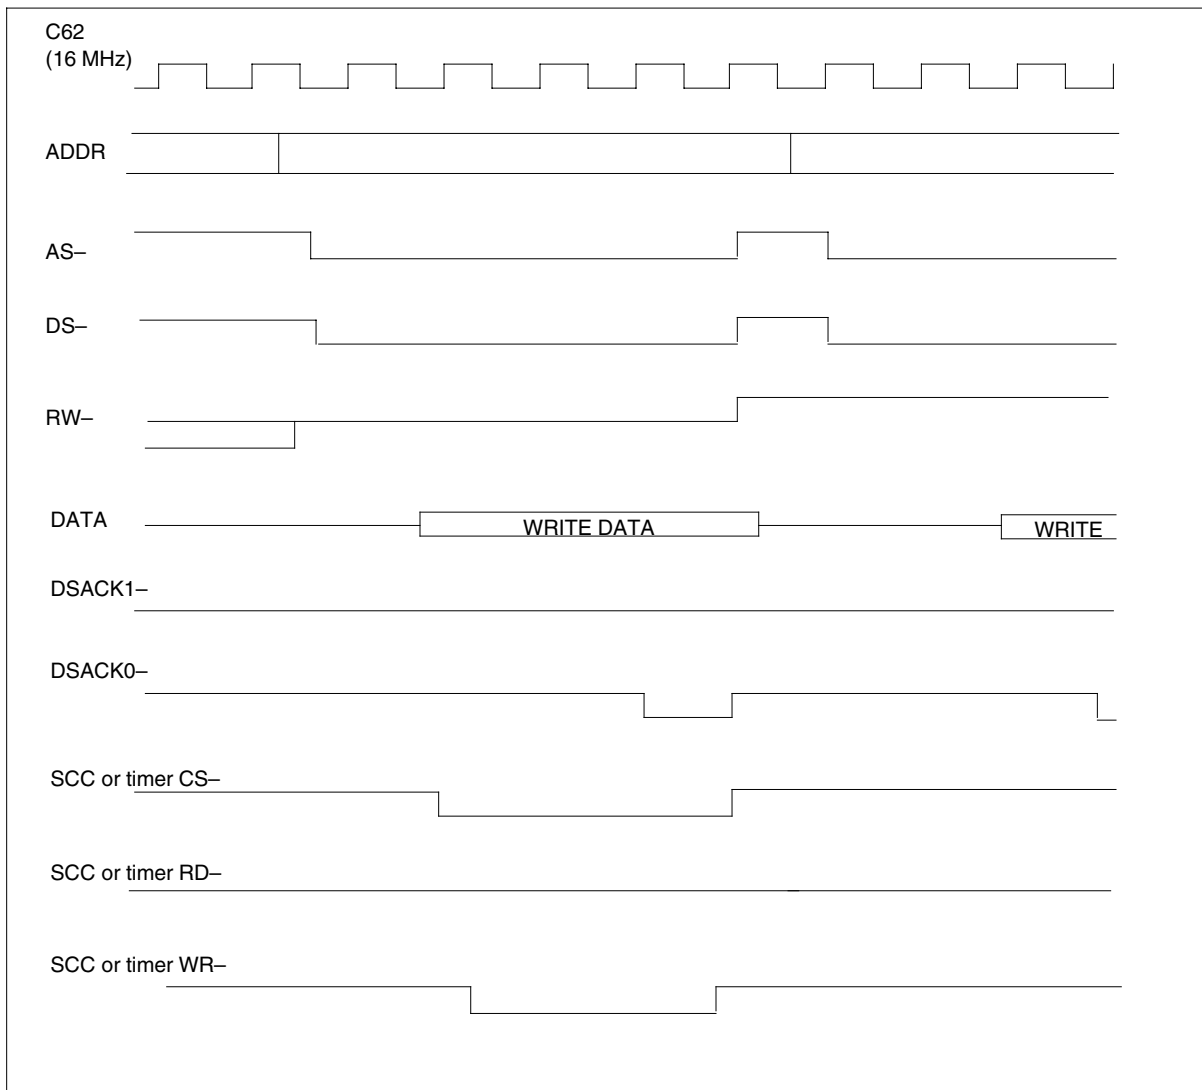 C62
(16 MHz)
ADDR
AS–
DS–
RW–
DATA
WRITE DATA
WRITE
DSACK1–
DSACK0–
SCC or timer CS–
SCC or timer RD–
SCC or timer WR–